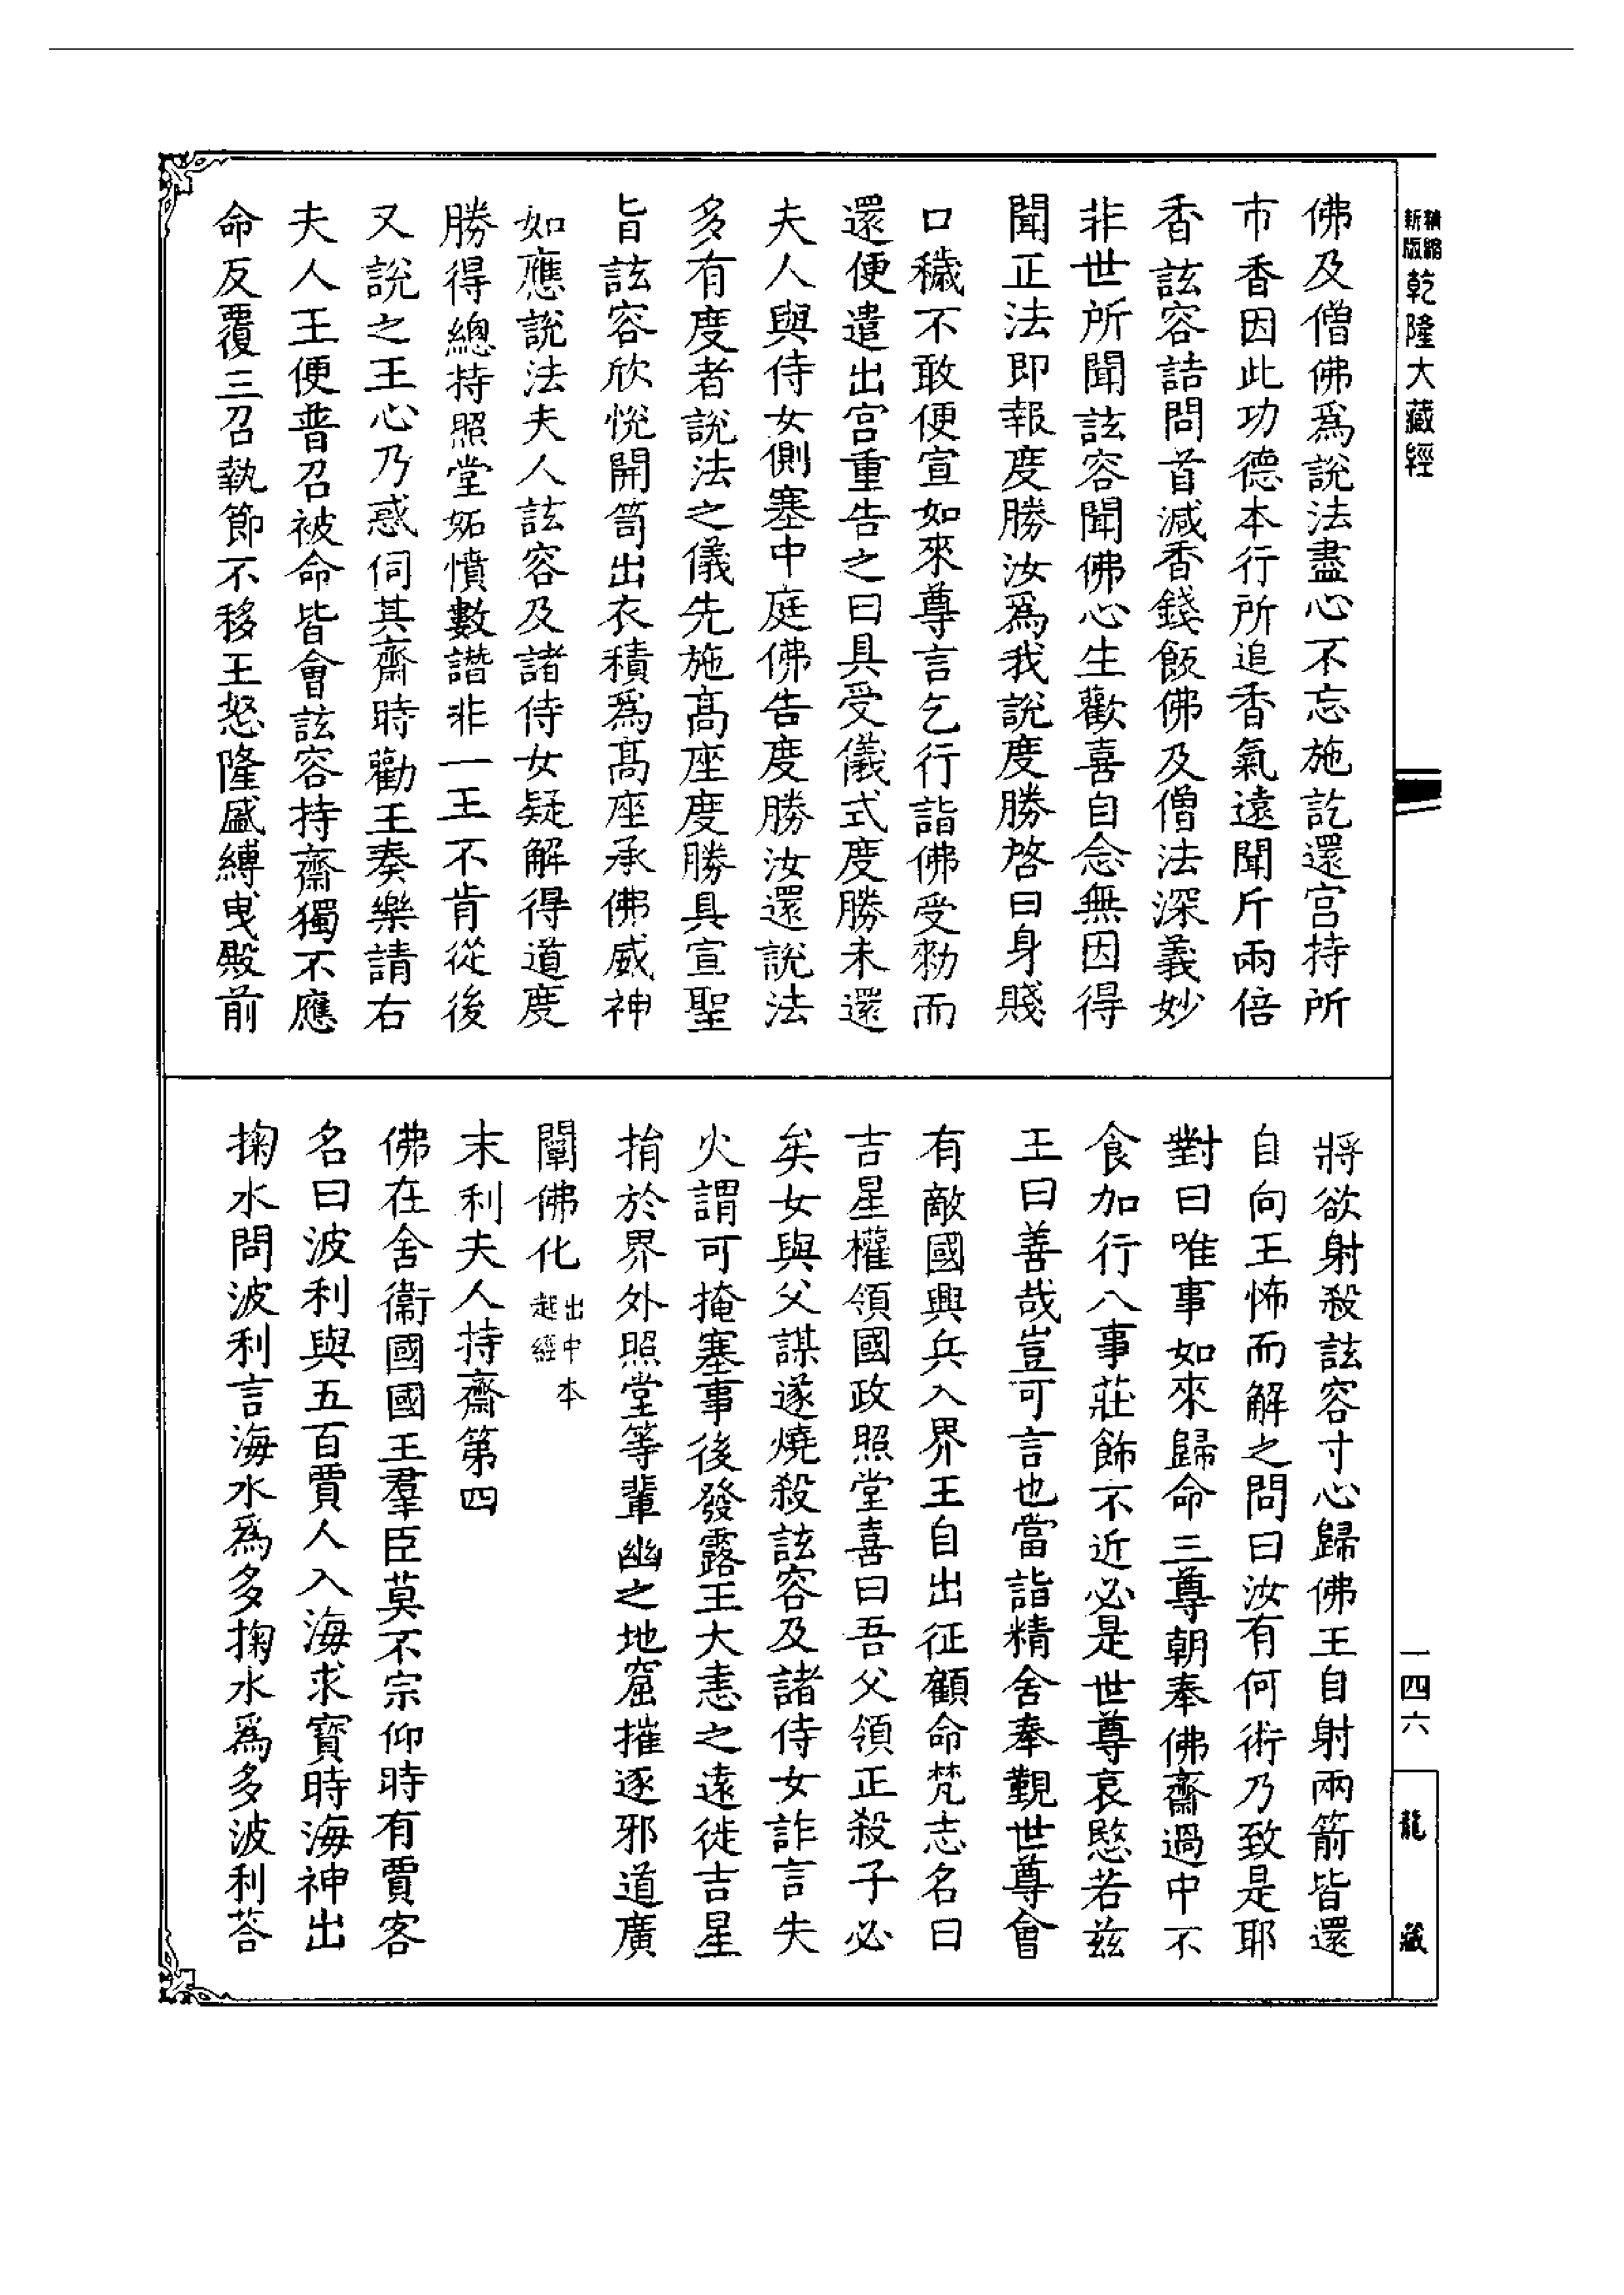 精縮新版乾隆大藏經
佛及僧佛爲說法盡心不忘施訖還宮持所
市香因此功德本行所追香氣遠聞斤兩倍
香詃容詰問首減香錢飯佛及僧法深義妙
非世所聞詃容聞佛心生歡喜自念無因得
聞正法即報度勝汝爲我說度勝啓曰身賤
口穢不敢便宣如來尊言乞行詣佛受勑而
還便遣出宮重告之曰具受儀式度勝未還
夫人與侍女側塞中庭佛告度勝汝還說法
多有度者說法之儀先施高座度勝具宣聖
旨詃容欣悅開笥出衣積爲髙座承佛威神
如應說法夫人詃容及諸侍女疑解得道度
勝得總持照堂妬憤數譖非一王不肯從後
又說之王心乃惑伺其齋時勸王奏樂請右
夫人王便普召被命皆會詃容持齋獨不應
命反覆三召執節不移王怒隆盛縛曳殿前
將欲射殺詃容寸心歸佛王自射兩箭皆還
自向王怖而解之問曰汝有何術乃致是耶
對曰唯事如來歸命三尊朝奉佛齋過中不
食加行八事莊飾不近必是世尊哀愍若茲
王曰善哉豈可言也當詣精舍奉覲世尊會
有敵國興兵入界王自出征顧命梵志名曰
吉星權領國政照堂喜曰吾父領正殺子必
矣女與父謀遂燒殺詃容及諸侍女詐言失
火謂可掩塞事後發露王大恚之遠徙吉星
揹於界外照堂等輩幽之地窟摧逐邪道廣
闡佛化出中本起經
末利夫人持齋第四
佛在舍衞國國王羣臣莫不宗仰時有賈客
名曰波利與五百賈人入海求寳時海神出
掬水問波利言海水爲多掬水爲多波利荅
一四六
龍藏